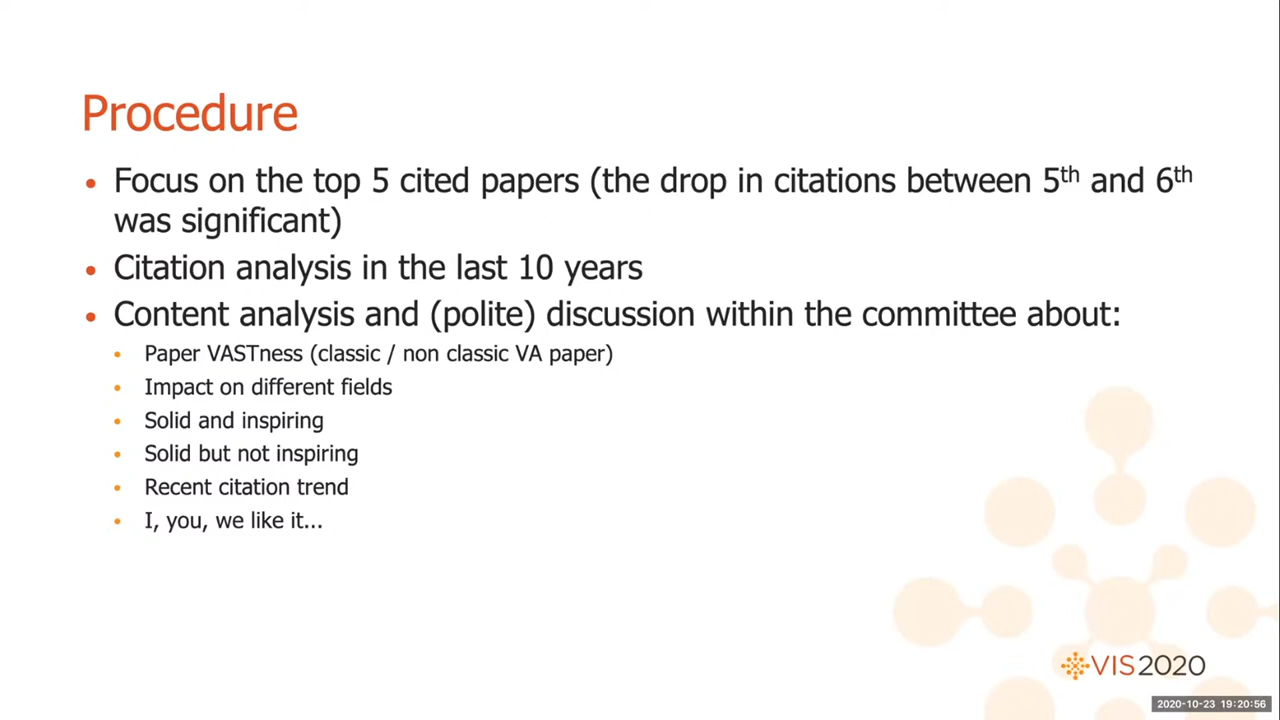 Procedure
• Focus on the top 5 cited papers (the drop in citations between 5th and 6th
was significant)
• Citation analysis in the last 10 years
• Content analysis and (polite) discussion within the committee about:
• Paper VASTness (classic / non classic VA paper)
• Impact on different fields
• Solid and inspiring
• Solid but not inspiring
• Recent citation trend
• I, you, we like it...
VIS2020
2020-10-23 19:20:56